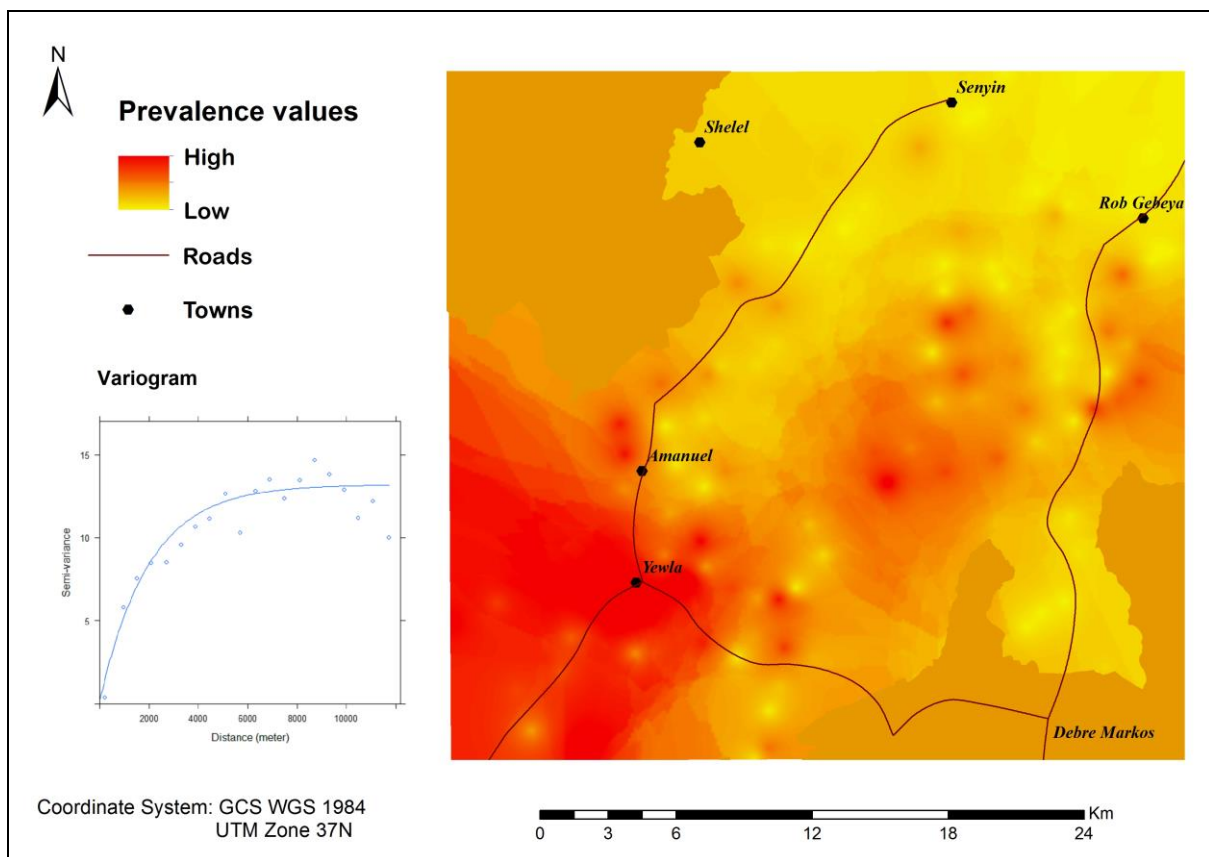 N
Prevalence values
High
Low
Roads
Towns
Variogram
15
10
5
Semi-variance
2000 4000 6000 8000 10000
Distance (meter)
Coordinate System: GCS WGS 1984
UTM Zone 37N
Senyin
Shelel
Rob Gebeya
Amanuel
Yewla
Debre Markos
Km
0 3 6 12 18 24